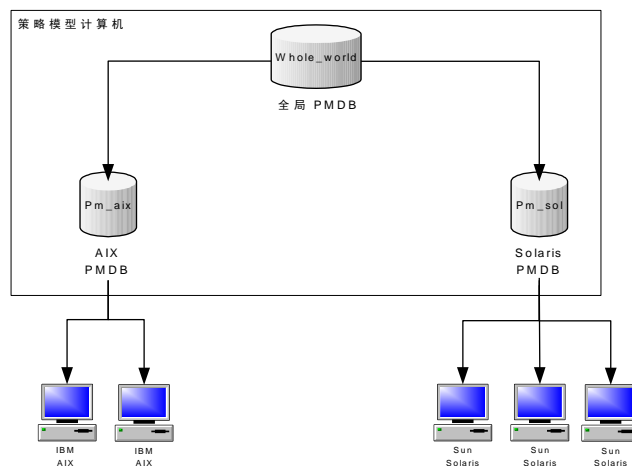 策略模型计算机
Whole_world
全局 PMDB
Pm_aix
Pm_sol
AIX
PMDB
Solaris
PMDB
IBM
AIX
IBM
AIX
Sun
Solaris
Sun
Solaris
Sun
Solaris